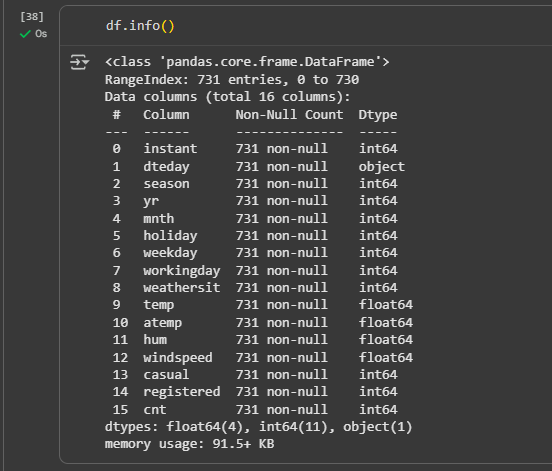 [38]
0s
df.info()
<class 'pandas.core.frame.DataFrame'>
RangeIndex: 731 entries, 0 to 730
Data columns (total 16 columns):
 #   Column      Non-Null Count  Dtype
---  ------      --------------  -----
 0   instant     731 non-null    int64
 1   dteday      731 non-null    object
 2   season      731 non-null    int64
 3   yr          731 non-null    int64
 4   mnth        731 non-null    int64
 5   holiday     731 non-null    int64
 6   weekday     731 non-null    int64
 7   workingday  731 non-null    int64
 8   weathersit  731 non-null    int64
 9   temp        731 non-null    float64
 10  atemp       731 non-null    float64
 11  hum         731 non-null    float64
 12  windspeed   731 non-null    float64
 13  casual      731 non-null    int64
 14  registered  731 non-null    int64
 15  cnt         731 non-null    int64
dtypes: float64(4), int64(11), object(1)
memory usage: 91.5+ KB